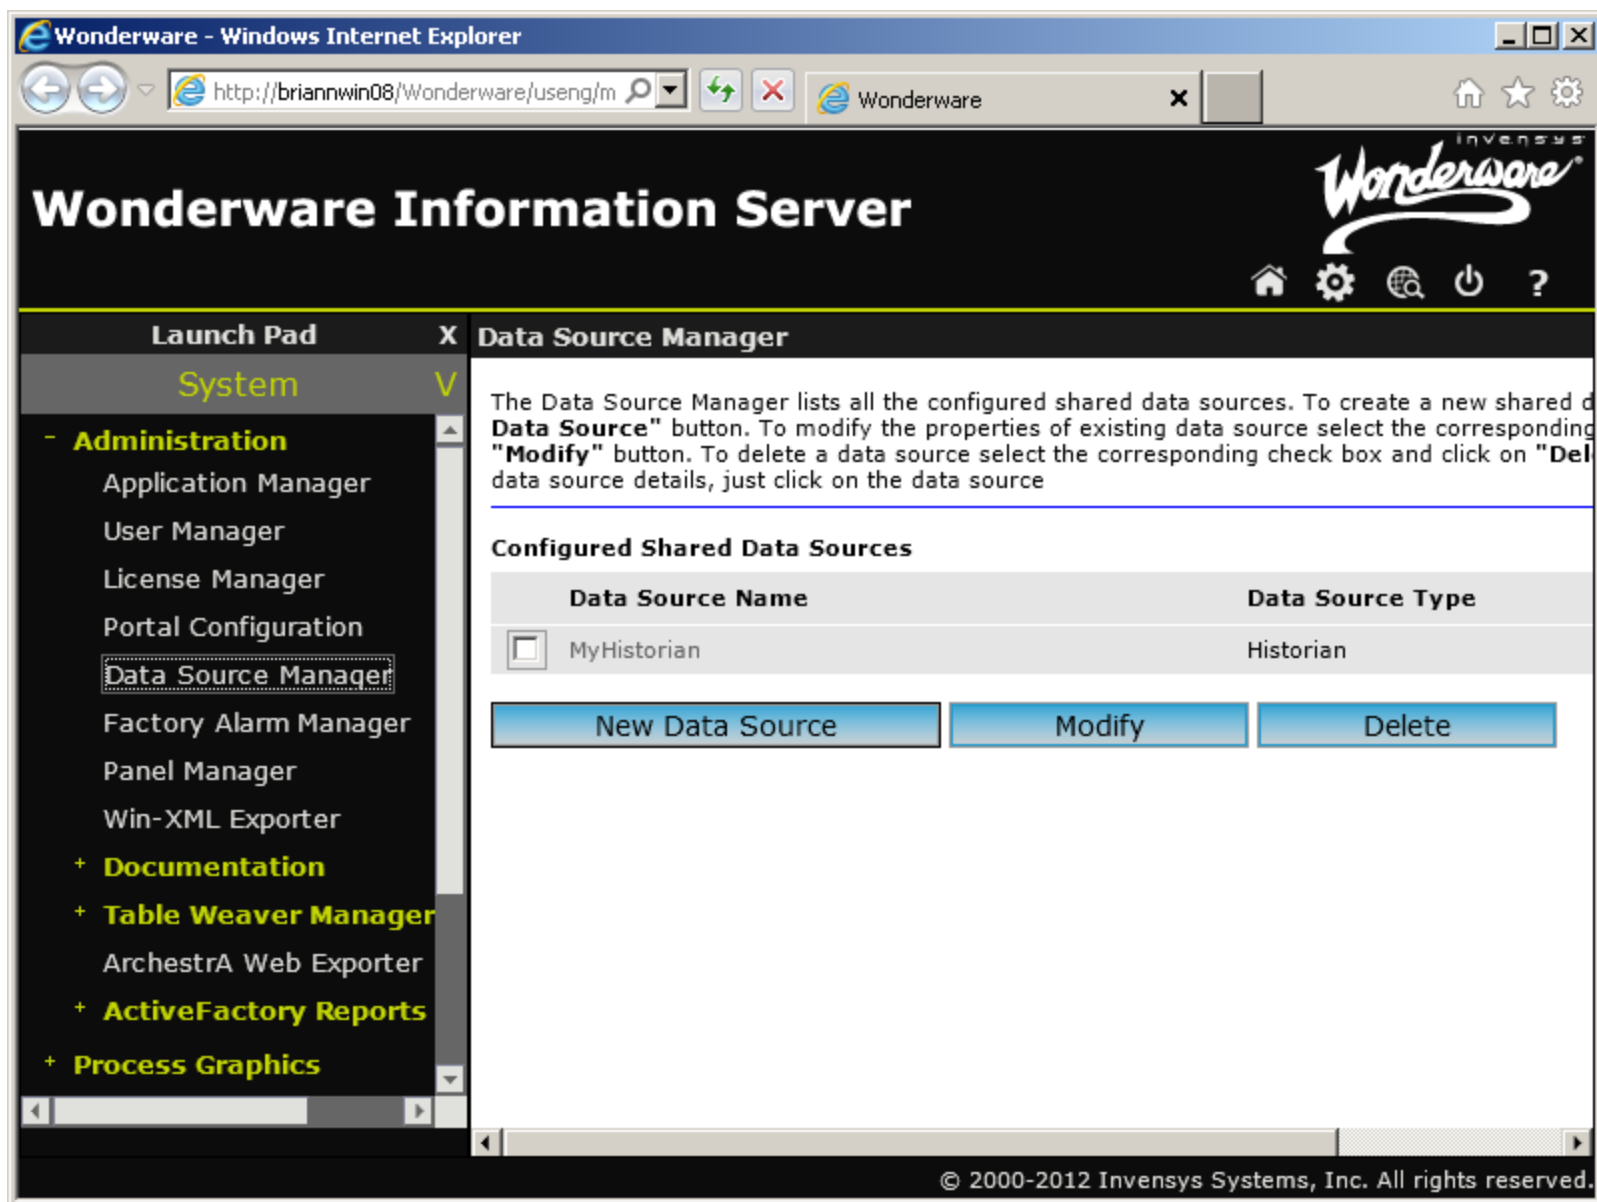 Wonderware - Windows Internet Explorer
http://briannwin08/Wonderware/useng/m
Wonderware
invensys
Wonderware
Wonderware Information Server
?
Launch Pad X
System V
- Administration
Application Manager
User Manager
License Manager
Portal Configuration
Data Source Manager
Factory Alarm Manager
Panel Manager
Win-XML Exporter
+ Documentation
+ Table Weaver Manager
ArchestrA Web Exporter
+ ActiveFactory Reports
+ Process Graphics
Data Source Manager
The Data Source Manager lists all the configured shared data sources. To create a new shared d
Data Source" button. To modify the properties of existing data source select the corresponding
"Modify" button. To delete a data source select the corresponding check box and click on "Del
data source details, just click on the data source
Configured Shared Data Sources
Data Source Name Data Source Type
MyHistorian Historian
New Data Source Modify Delete
© 2000-2012 Invensys Systems, Inc. All rights reserved.